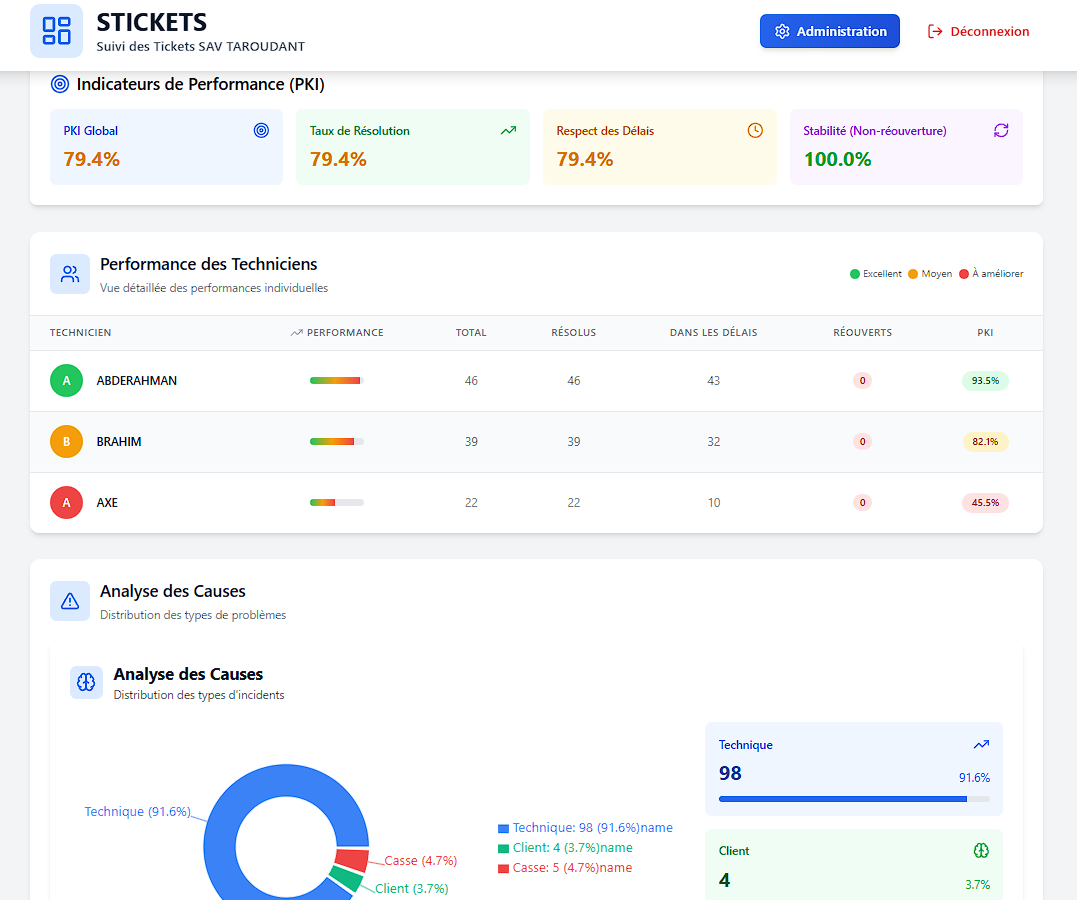 STICKETS
Suivi des Tickets SAV TAROUDANT
Administration
Déconnexion
Indicateurs de Performance (PKI)
PKI Global
79.4%
Taux de Résolution
79.4%
Respect des Délais
79.4%
Stabilité (Non-réouverture)
100.0%
Performance des Techniciens
Vue détaillée des performances individuelles
Excellent Moyen À améliorer
TECHNICIEN PERFORMANCE TOTAL RÉSOLUS DANS LES DÉLAIS RÉOUVERTS PKI
A ABDERAHMAN 46 46 43 0 93.5%
B BRAHIM 39 39 32 0 82.1%
A AXE 22 22 10 0 45.5%
Analyse des Causes
Distribution des types de problèmes
Analyse des Causes
Distribution des types d'incidents
Technique (91.6%)
Casse (4.7%)
Client (3.7%)
Technique: 98 (91.6%)name
Client: 4 (3.7%)name
Casse: 5 (4.7%)name
Technique
98
91.6%
Client
4
3.7%